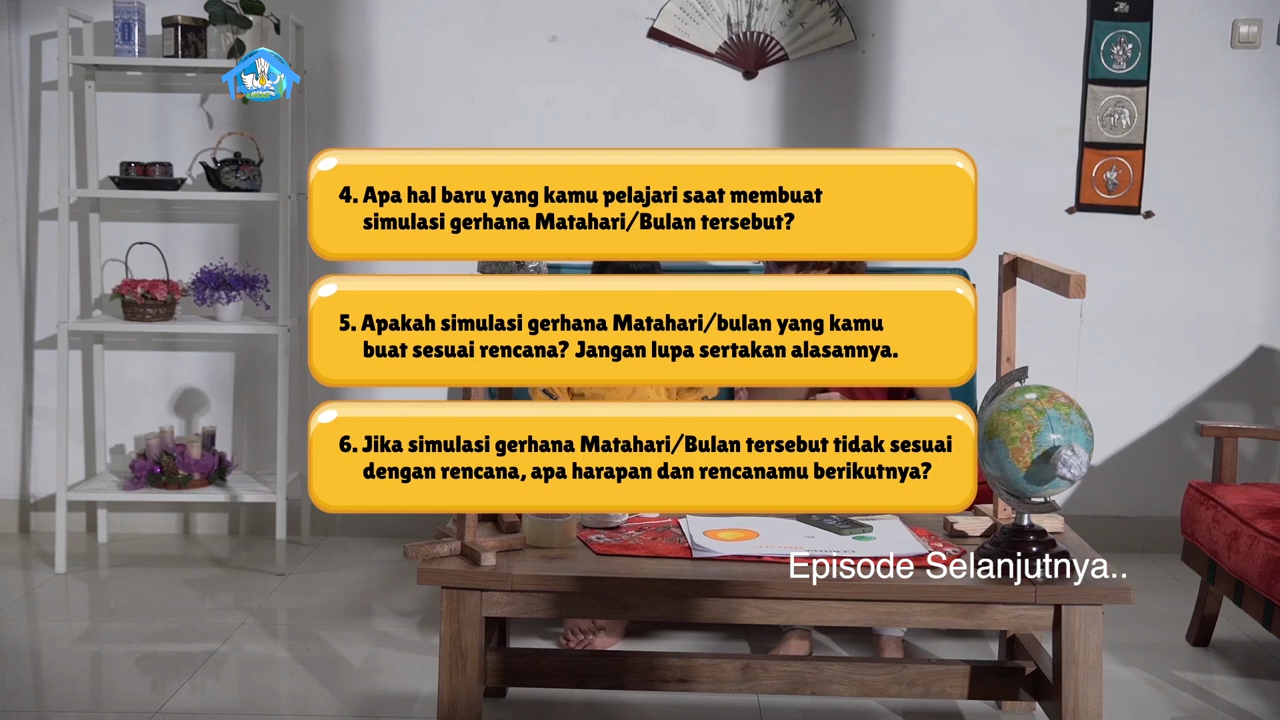 4. Apa hal baru yang kamu pelajari saat membuat
simulasi gerhana Matahari/Bulan tersebut?
5. Apakah simulasi gerhana Matahari/bulan yang kamu
buat sesuai rencana? Jangan lupa sertakan alasannya.
6. Jika simulasi gerhana Matahari/Bulan tersebut tidak sesuai
dengan rencana, apa harapan dan rencanamu berikutnya?
Episode Selanjutnya..